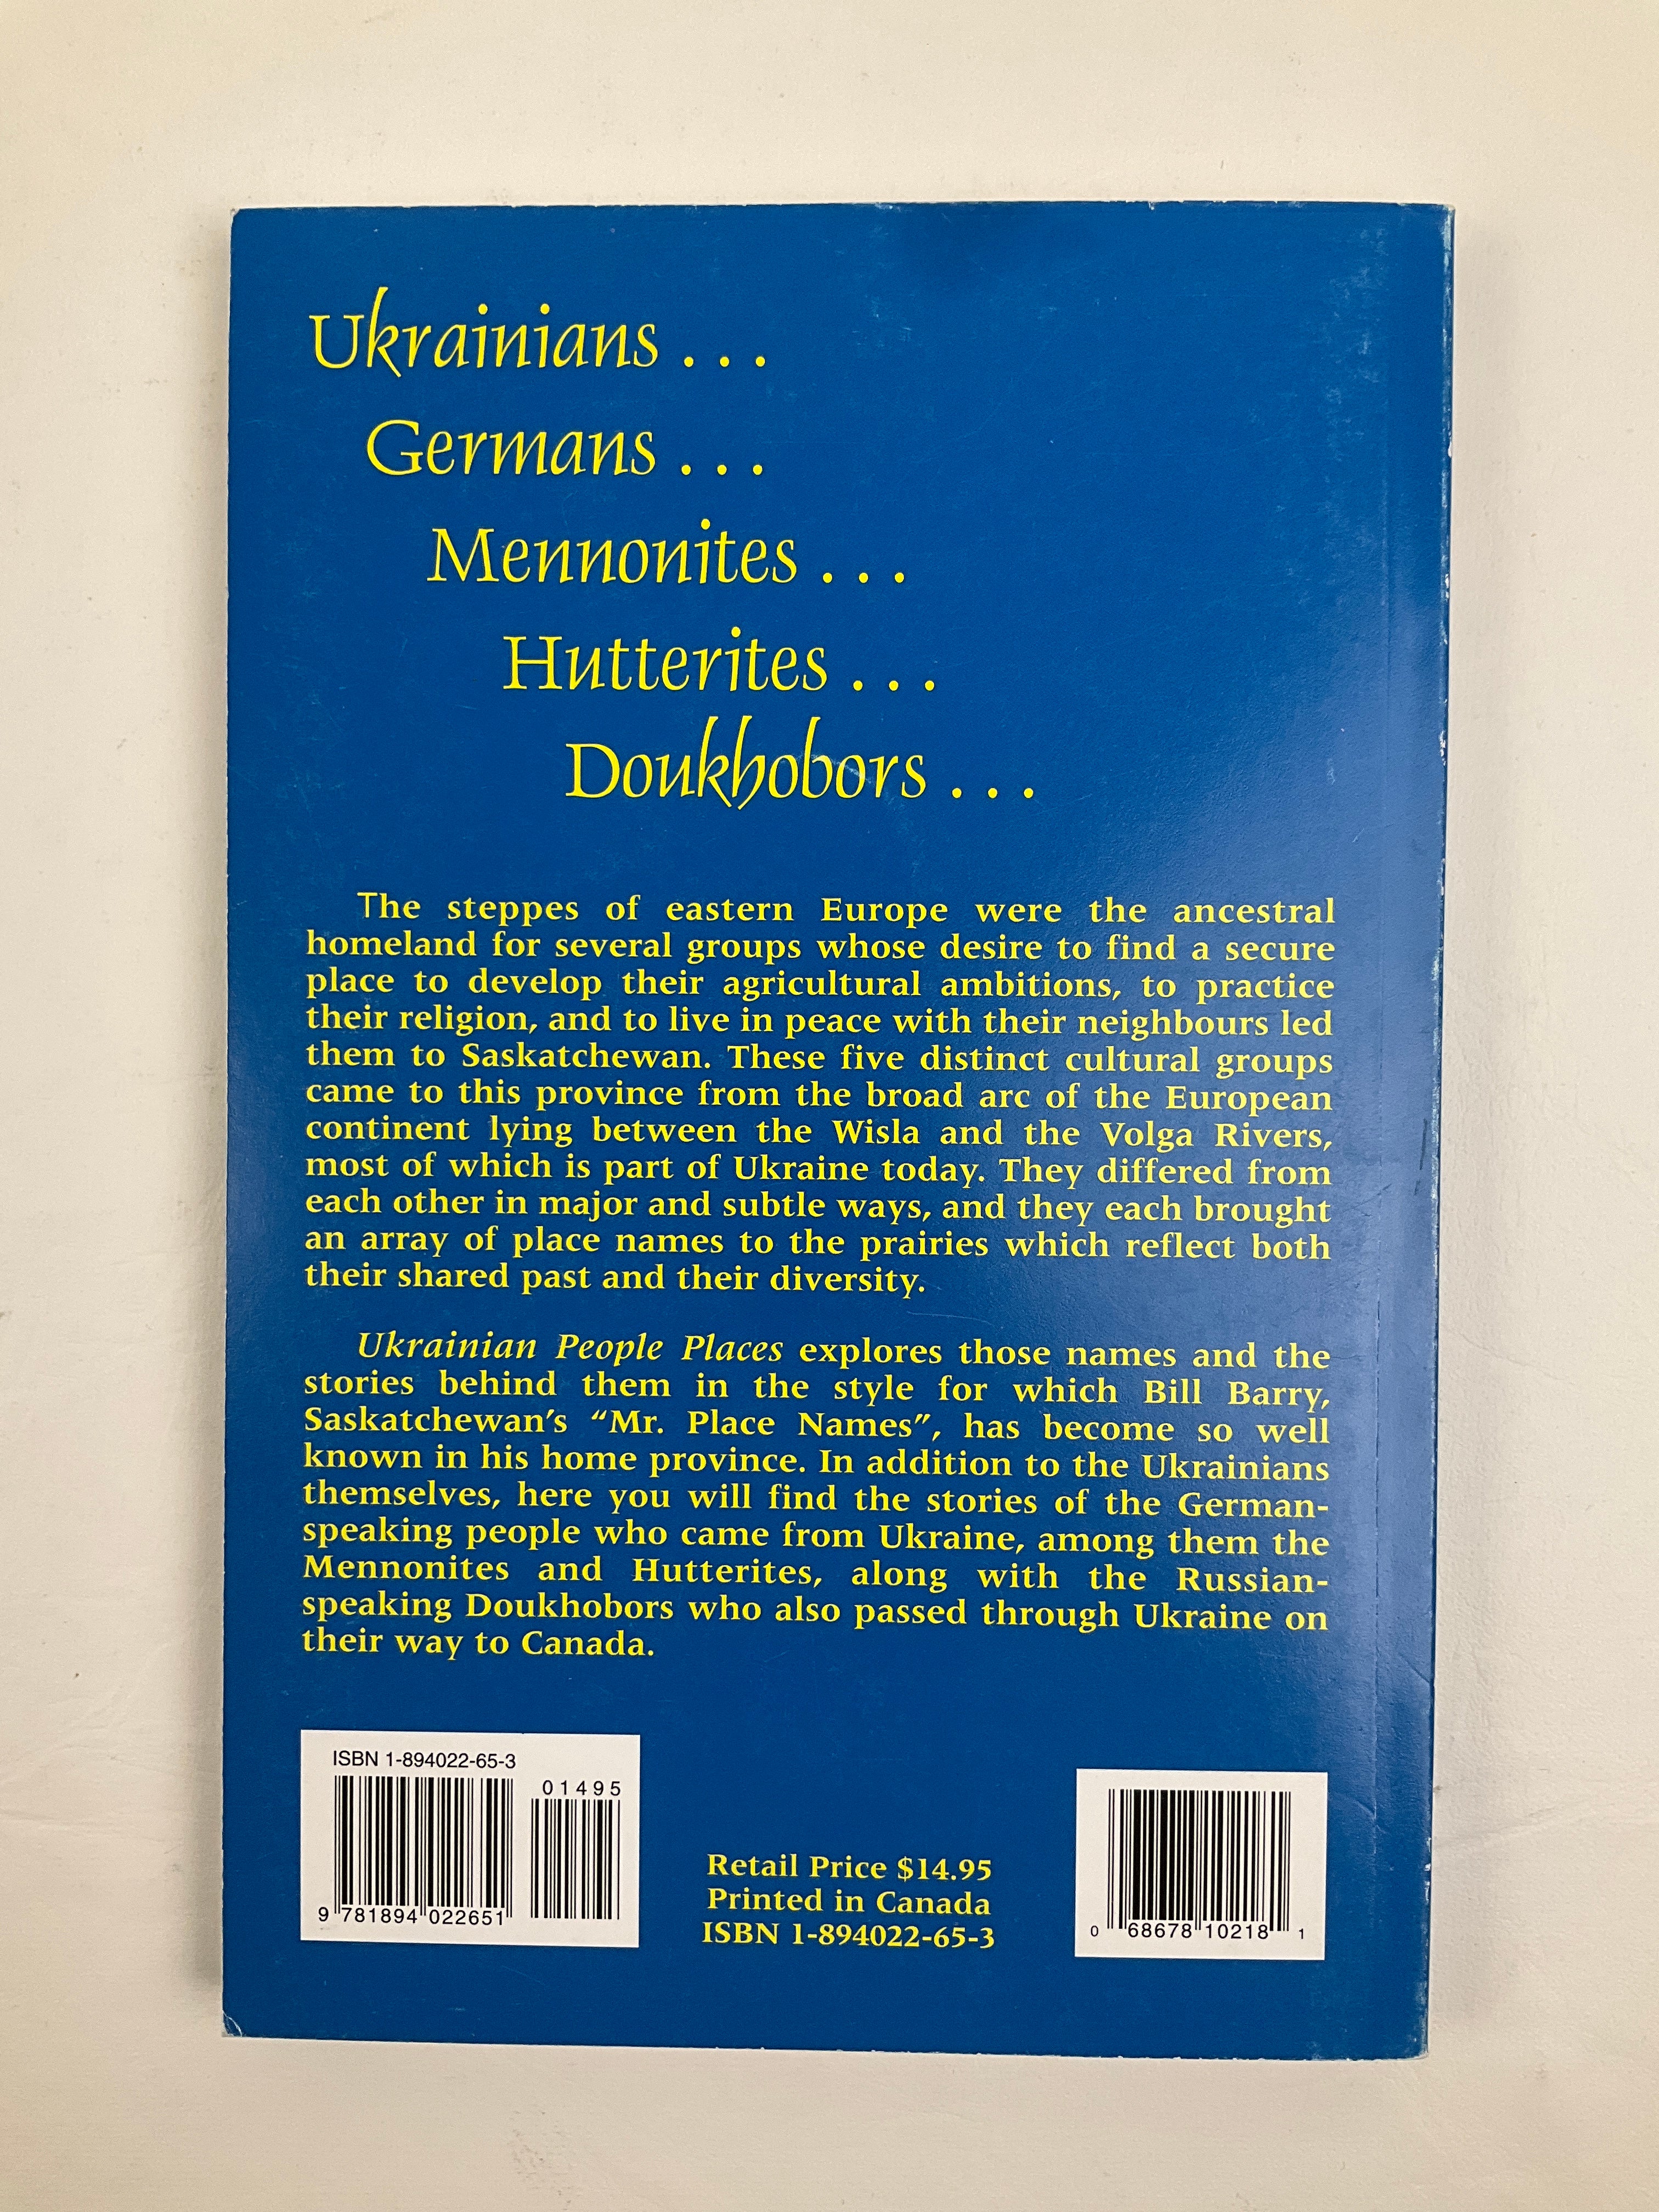 Ukrainians . . .
Germans . . .
Mennonites . . .
Hutterites . . .
Doukhobors . . .
The steppes of eastern Europe were the ancestral
homeland for several groups whose desire to find a secure
place to develop their agricultural ambitions, to practice
their religion, and to live in peace with their neighbours led
them to Saskatchewan. These five distinct cultural groups
came to this province from the broad arc of the European
continent lying between the Wisla and the Volga Rivers,
most of which is part of Ukraine today. They differed from
each other in major and subtle ways, and they each brought
an array of place names to the prairies which reflect both
their shared past and their diversity.
Ukrainian People Places explores those names and the
stories behind them in the style for which Bill Barry,
Saskatchewan's "Mr. Place Names", has become so well
known in his home province. In addition to the Ukrainians
themselves, here you will find the stories of the German-
speaking people who came from Ukraine, among them the
Mennonites and Hutterites, along with the Russian-
speaking Doukhobors who also passed through Ukraine on
their way to Canada.
ISBN 1-894022-65-3
01495
9 781894 022651
Retail Price $14.95
Printed in Canada
ISBN 1-894022-65-3
0 68678 10218 1